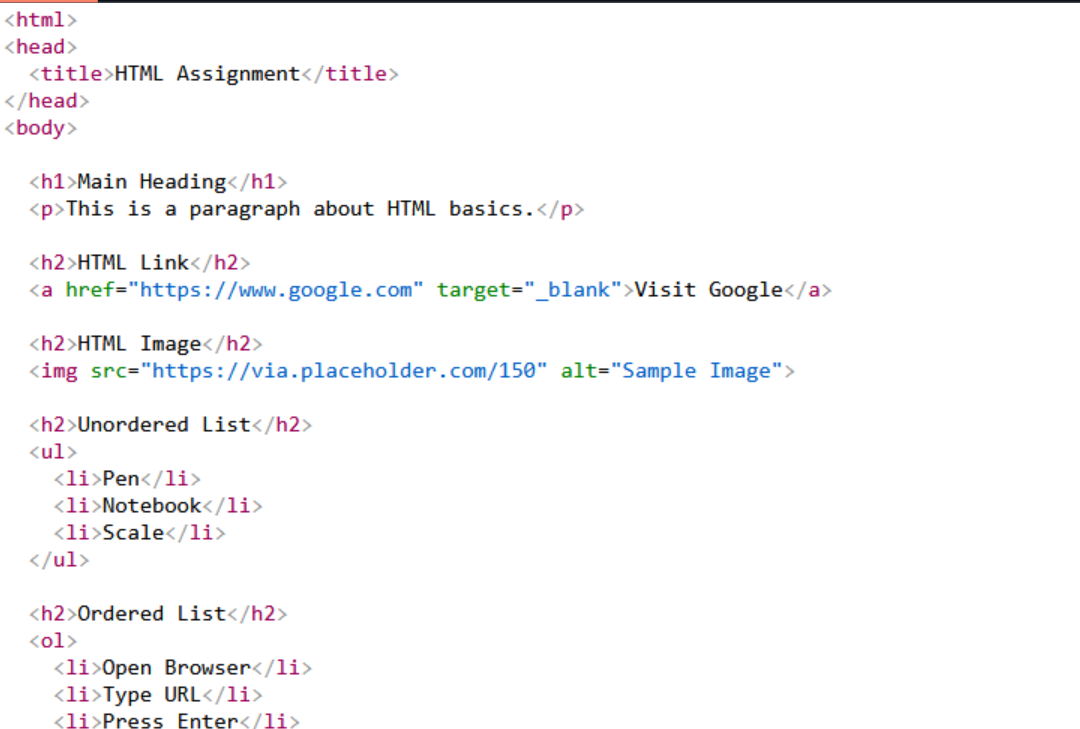 <html>
<head>
  <title>HTML Assignment</title>
</head>
<body>

  <h1>Main Heading</h1>
  <p>This is a paragraph about HTML basics.</p>

  <h2>HTML Link</h2>
  <a href="https://www.google.com" target="_blank">Visit Google</a>

  <h2>HTML Image</h2>
  <img src="https://via.placeholder.com/150" alt="Sample Image">

  <h2>Unordered List</h2>
  <ul>
    <li>Pen</li>
    <li>Notebook</li>
    <li>Scale</li>
  </ul>

  <h2>Ordered List</h2>
  <ol>
    <li>Open Browser</li>
    <li>Type URL</li>
    <li>Press Enter</li>